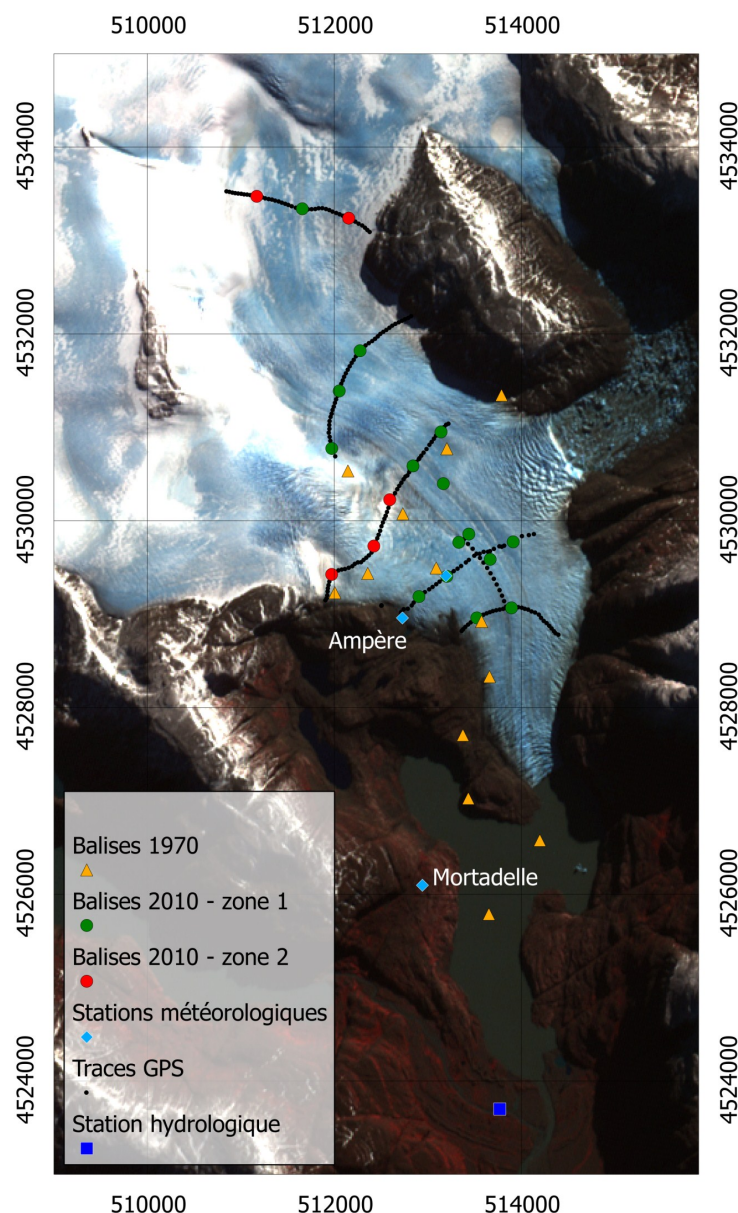 510000 512000 514000
4534000 4534000
4532000 4532000
4530000 4530000
Ampère
4528000 4528000
Balises 1970
Mortadelle
4526000 4526000
Balises 2010 - zone 1
Balises 2010 - zone 2
Stations météorologiques
Traces GPS
4524000 4524000
Station hydrologique
510000 512000 514000